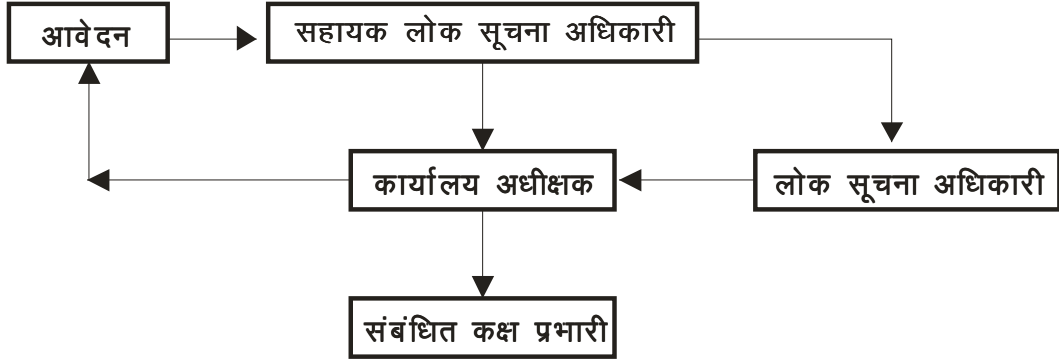 आवेदन
सहायक लोक सूचना अधिकारी
कार्यालय अधीक्षक
लोक सूचना अधिकारी
संबंधित कक्ष प्रभारी